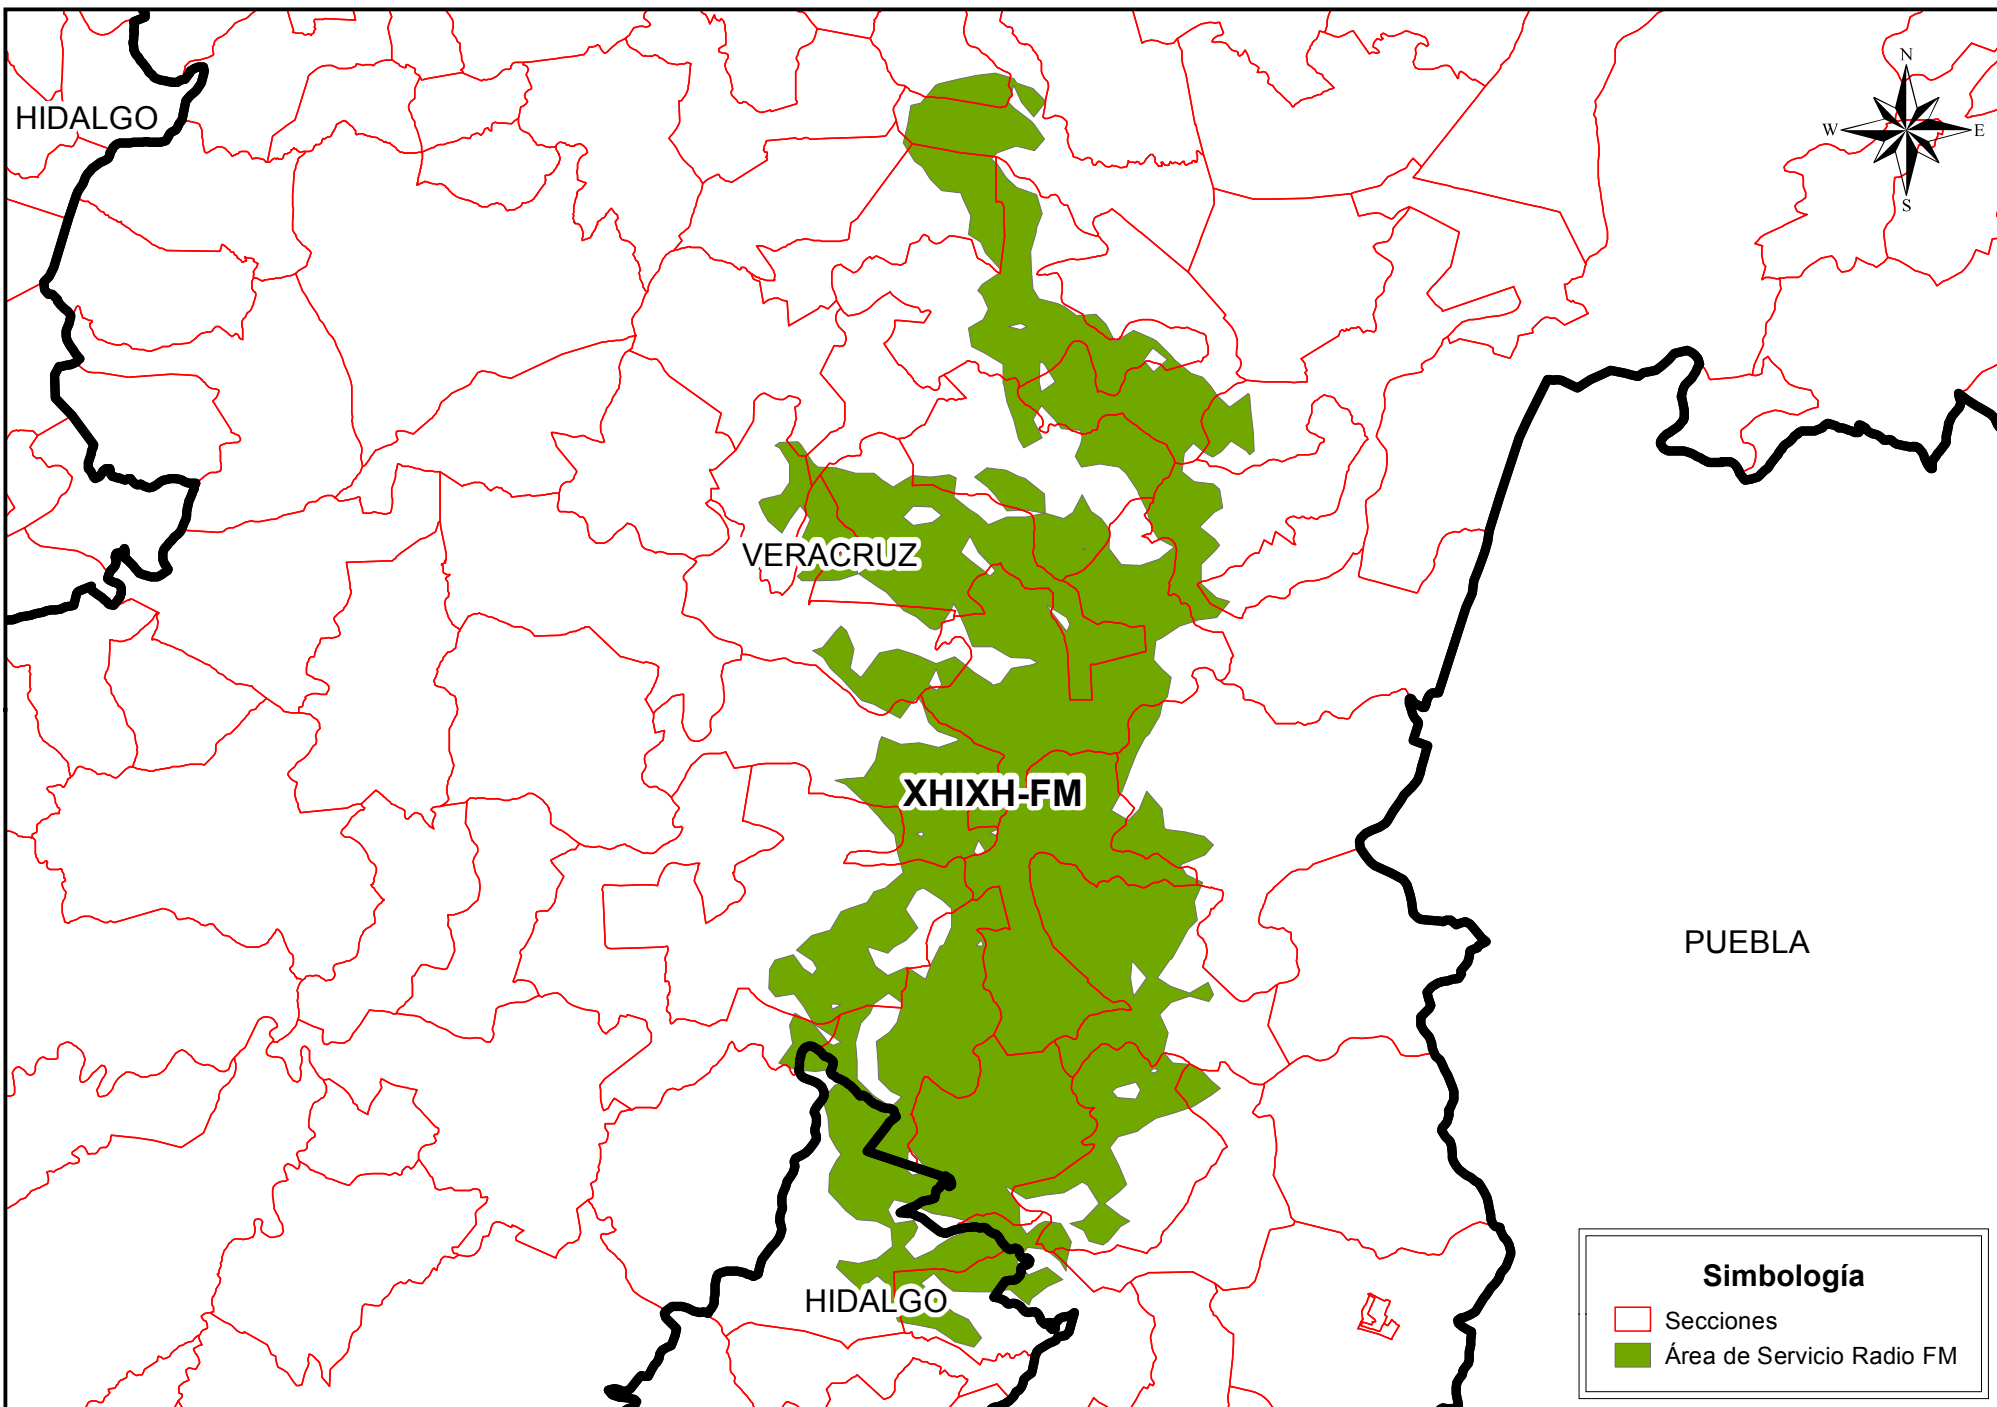 N
HIDALGO
W
E
S
VERACRUZ
XHIXH-FM
PUEBLA
HIDALGO
Simbología
Secciones
Área de Servicio Radio FM